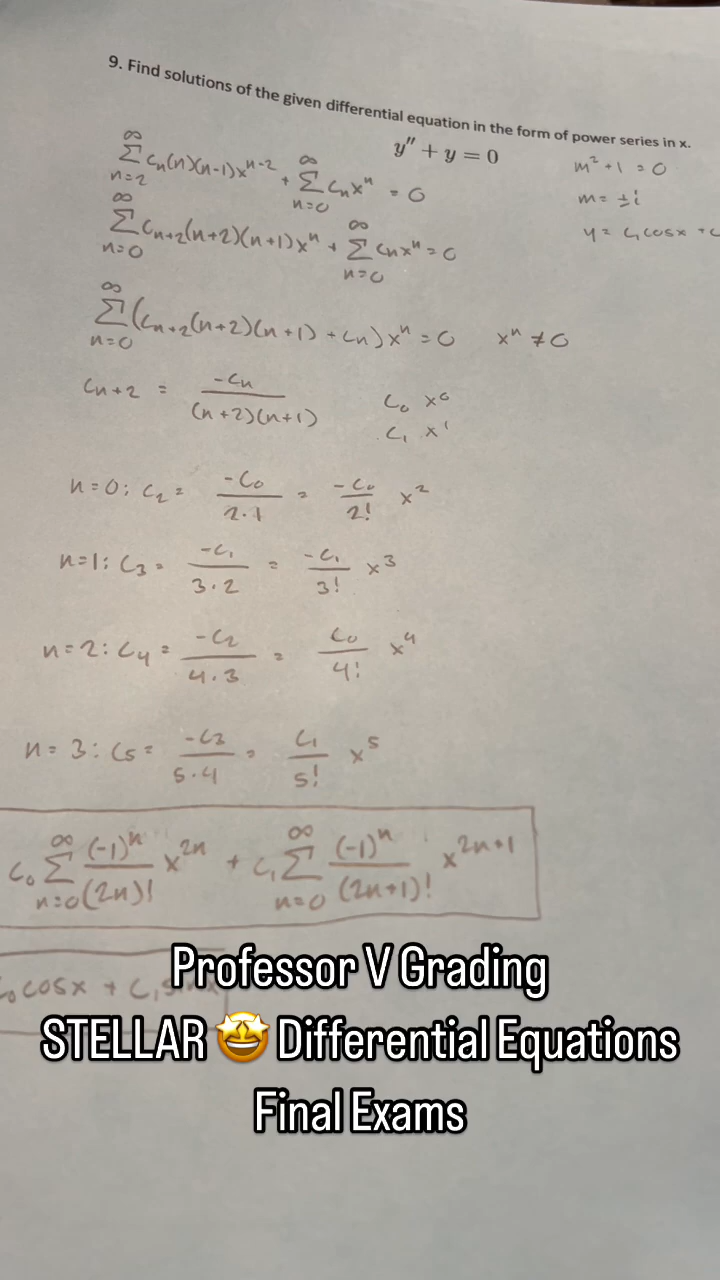 9. Find solutions of the given differential equation in the form of power series in x.
y″ + y = 0
∞ Σ n=2 cₙ(n)(n-1)xⁿ⁻² + ∞ Σ n=0 cₙxⁿ = 0
m² + 1 = 0
m = ±i
y = c₁cosx + c
∞ Σ n=0 cₙ₊₂(n+2)(n+1)xⁿ + ∞ Σ n=0 cₙxⁿ = 0
∞ Σ n=0 (cₙ₊₂(n+2)(n+1) + cₙ)xⁿ = 0 xⁿ ≠ 0
cₙ₊₂ = -cₙ / (n+2)(n+1)
c₀ x⁰
c₁ x¹
n=0: c₂ = -c₀ / 2·1 = -c₀ / 2! x²
n=1: c₃ = -c₁ / 3·2 = -c₁ / 3! x³
n=2: c₄ = -c₂ / 4·3 = c₀ / 4! x⁴
n=3: c₅ = -c₃ / 5·4 = c₁ / 5! x⁵
c₀ ∞ Σ n=0 (-1)ⁿ / (2n)! x²ⁿ + c₁ ∞ Σ n=0 (-1)ⁿ / (2n+1)! x²ⁿ⁺¹
c₀cosx + c₁
Professor V Grading
STELLAR 🤩 Differential Equations
Final Exams